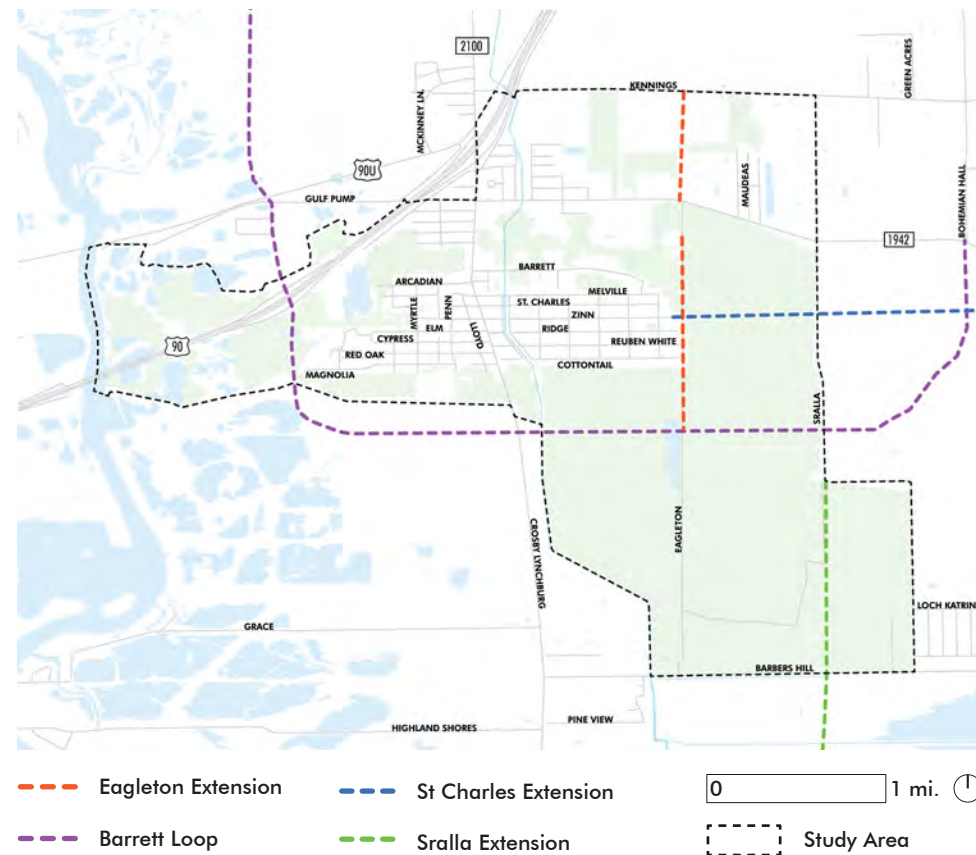 2100
KENNINGS
GREEN ACRES
MCKINNEY LN.
90U
MAUDEAS
GULF PUMP
BOHEMIAN HALL
1942
BARRETT
ARCADIAN
MELVILLE
MYRTLE
PENN
ST. CHARLES
ZINN
ELM
LLOYD
RIDGE
CYPRESS
REUBEN WHITE
90
RED OAK
COTTONTAIL
MAGNOLIA
SRALLA
EAGLETON
CROSBY LYNCHBURG
LOCH KATRIN
GRACE
BARBERS HILL
PINE VIEW
HIGHLAND SHORES
Eagleton Extension
St Charles Extension
0 1 mi.
Barrett Loop
Sralla Extension
Study Area